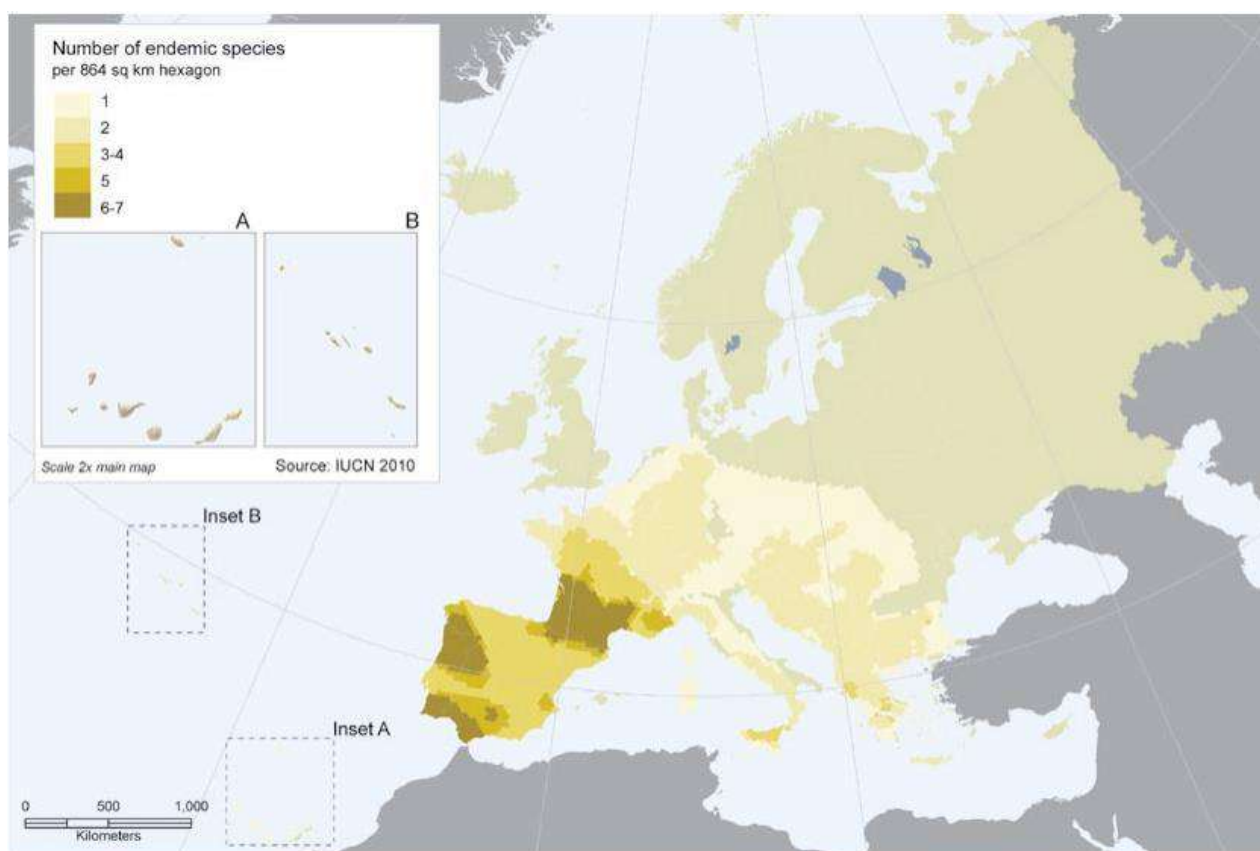 Number of endemic species
per 864 sq km hexagon
1
2
3-4
5
6-7
A
B
Scale 2x main map
Source: IUCN 2010
Inset B
Inset A
0 500 1,000
Kilometers